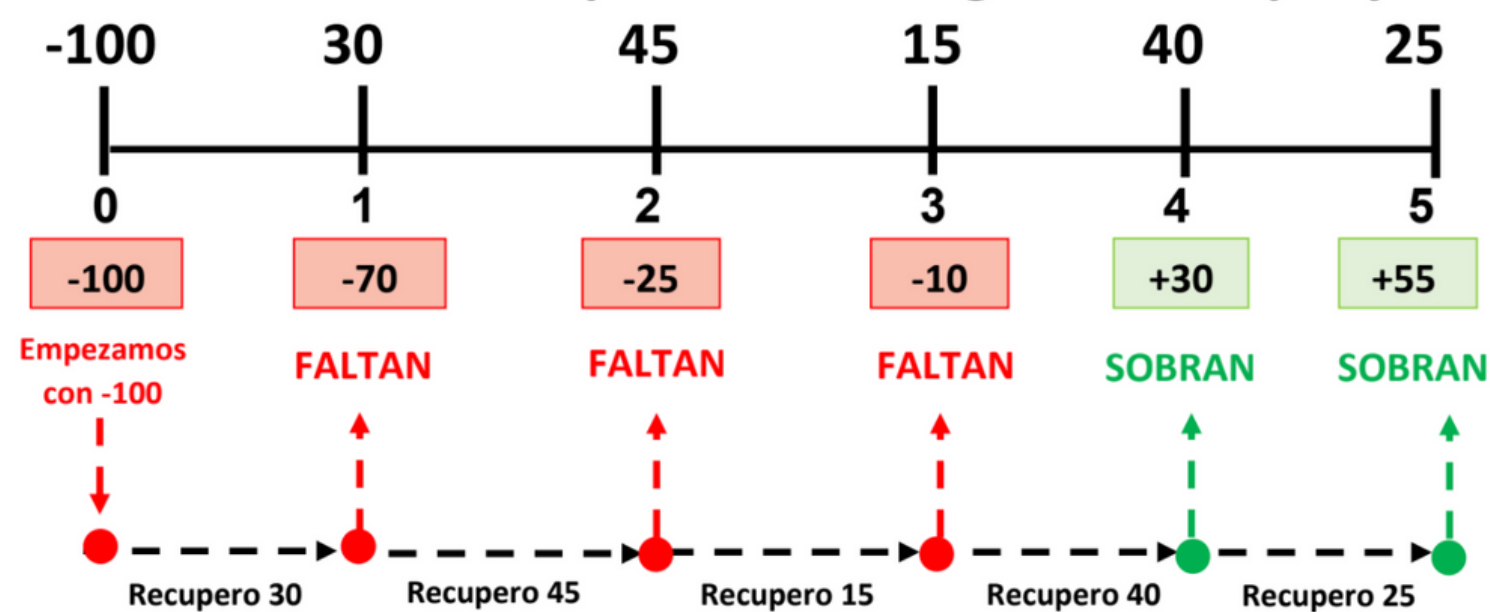 -100 30 45 15 40 25
0 1 2 3 4 5
-100 -70 -25 -10 +30 +55
Empezamos
con -100
FALTAN FALTAN FALTAN SOBRAN SOBRAN
Recupero 30 Recupero 45 Recupero 15 Recupero 40 Recupero 25